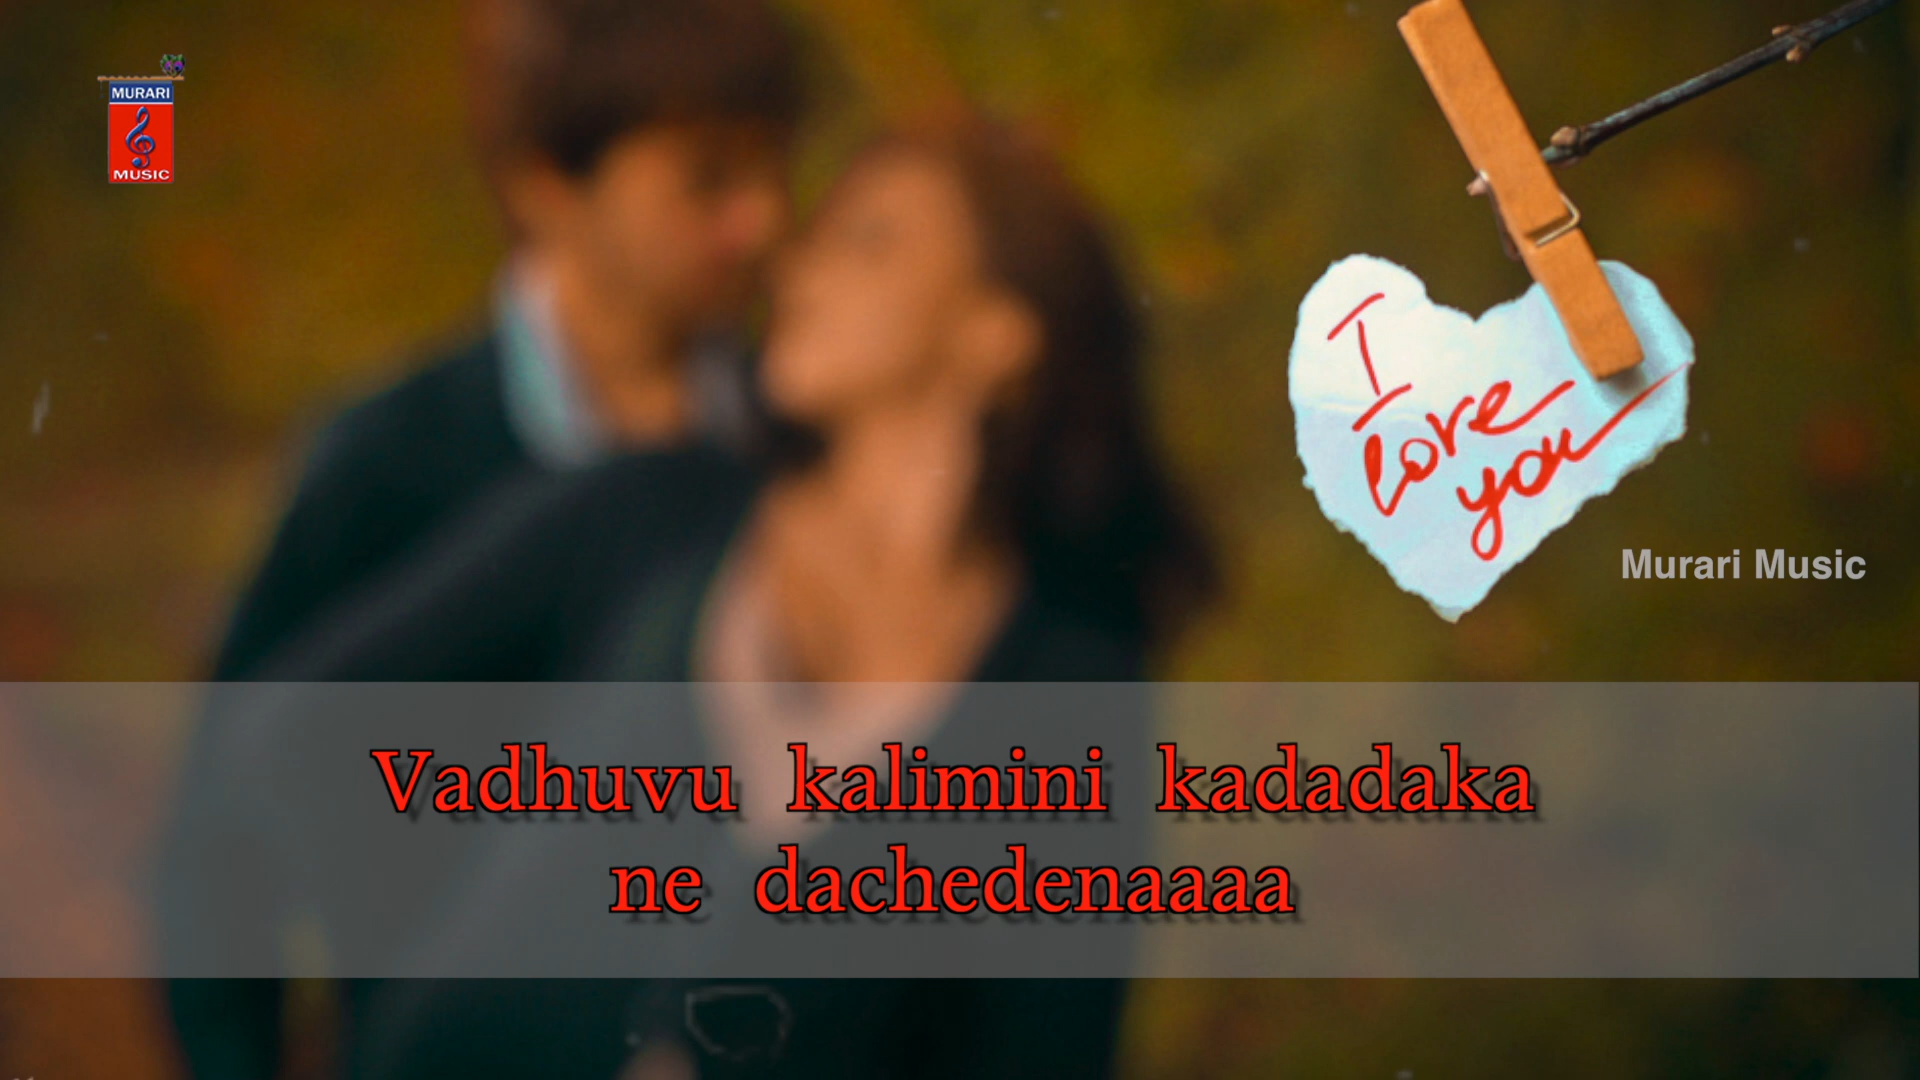 MURARI
MUSIC
I
love
you
Murari Music
Vadhuvu kalimini kadadaka
ne dachedenaaaa